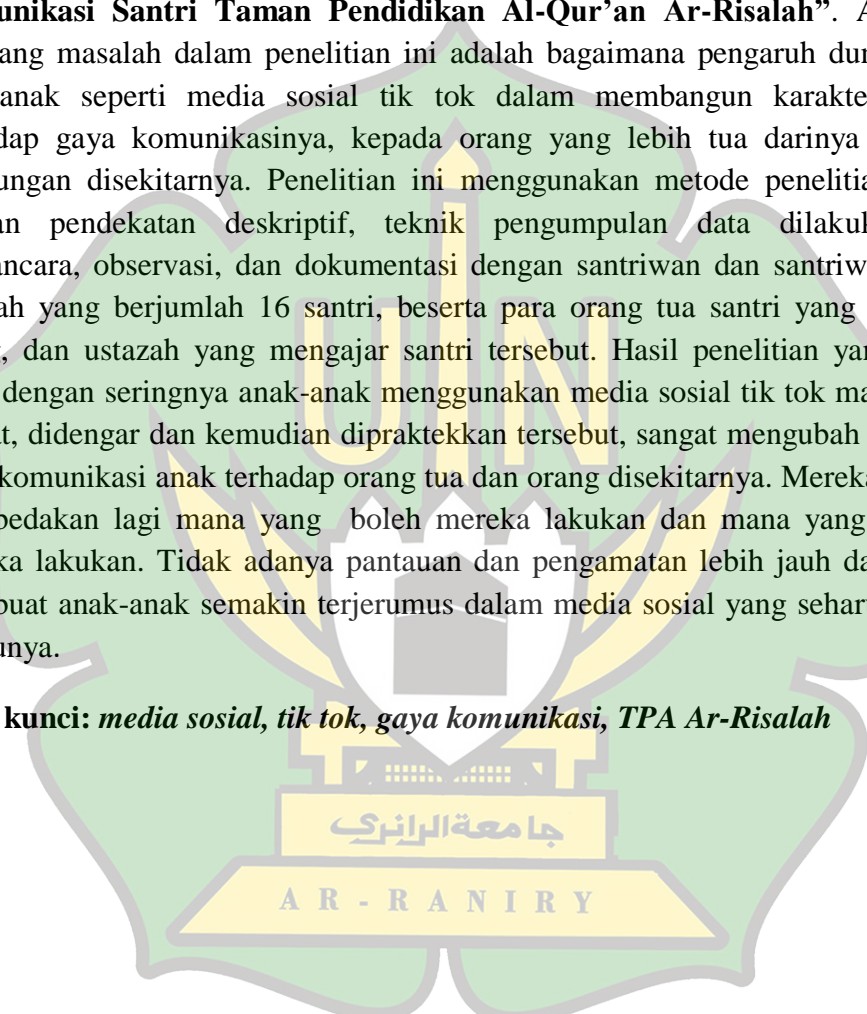 unikasi Santri Taman Pendidikan Al-Qur’an Ar-Risalah”. A
ang masalah dalam penelitian ini adalah bagaimana pengaruh dun
anak seperti media sosial tik tok dalam membangun karakte
dap gaya komunikasinya, kepada orang yang lebih tua darinya
ungan disekitarnya. Penelitian ini menggunakan metode penelitia
an pendekatan deskriptif, teknik pengumpulan data dilaku
ancara, observasi, dan dokumentasi dengan santriwan dan santriw
ah yang berjumlah 16 santri, beserta para orang tua santri yang
, dan ustazah yang mengajar santri tersebut. Hasil penelitian yan
dengan seringnya anak-anak menggunakan media sosial tik tok ma
t, didengar dan kemudian dipraktekkan tersebut, sangat mengubah
komunikasi anak terhadap orang tua dan orang disekitarnya. Mereka
pedakan lagi mana yang boleh mereka lakukan dan mana yang
ka lakukan. Tidak adanya pantauan dan pengamatan lebih jauh da
buat anak-anak semakin terjerumus dalam media sosial yang sehar
unya.
kunci: media sosial, tik tok, gaya komunikasi, TPA Ar-Risalah
UIN
جامعة الرانري
AR-RANIRY